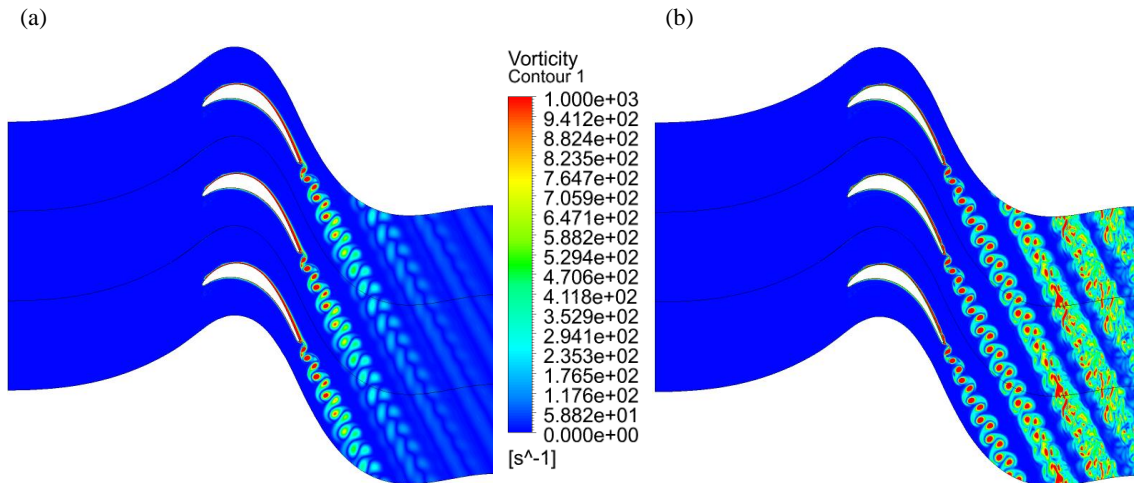 (a)
(b)
Vorticity
Contour 1
1.000e+03
9.412e+02
8.824e+02
8.235e+02
7.647e+02
7.059e+02
6.471e+02
5.882e+02
5.294e+02
4.706e+02
4.118e+02
3.529e+02
2.941e+02
2.353e+02
1.765e+02
1.176e+02
5.882e+01
0.000e+00
[s^-1]